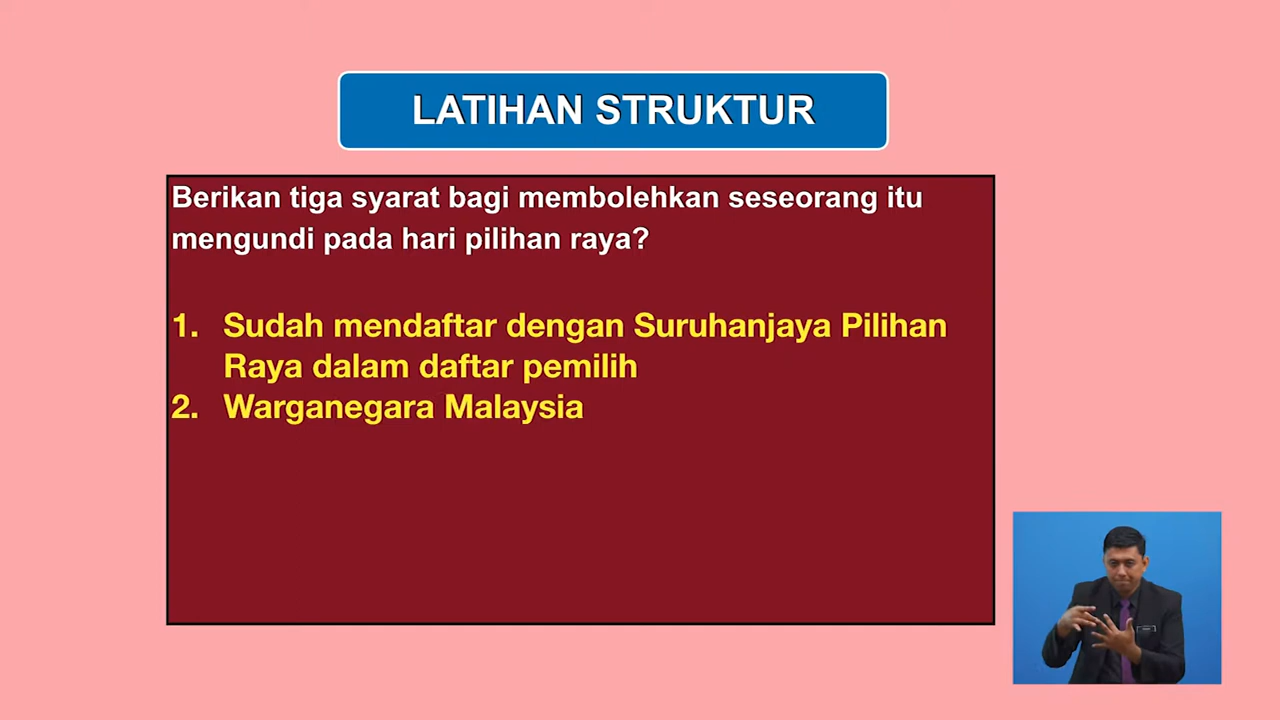 LATIHAN STRUKTUR
Berikan tiga syarat bagi membolehkan seseorang itu
mengundi pada hari pilihan raya?
1. Sudah mendaftar dengan Suruhanjaya Pilihan
Raya dalam daftar pemilih
2. Warganegara Malaysia